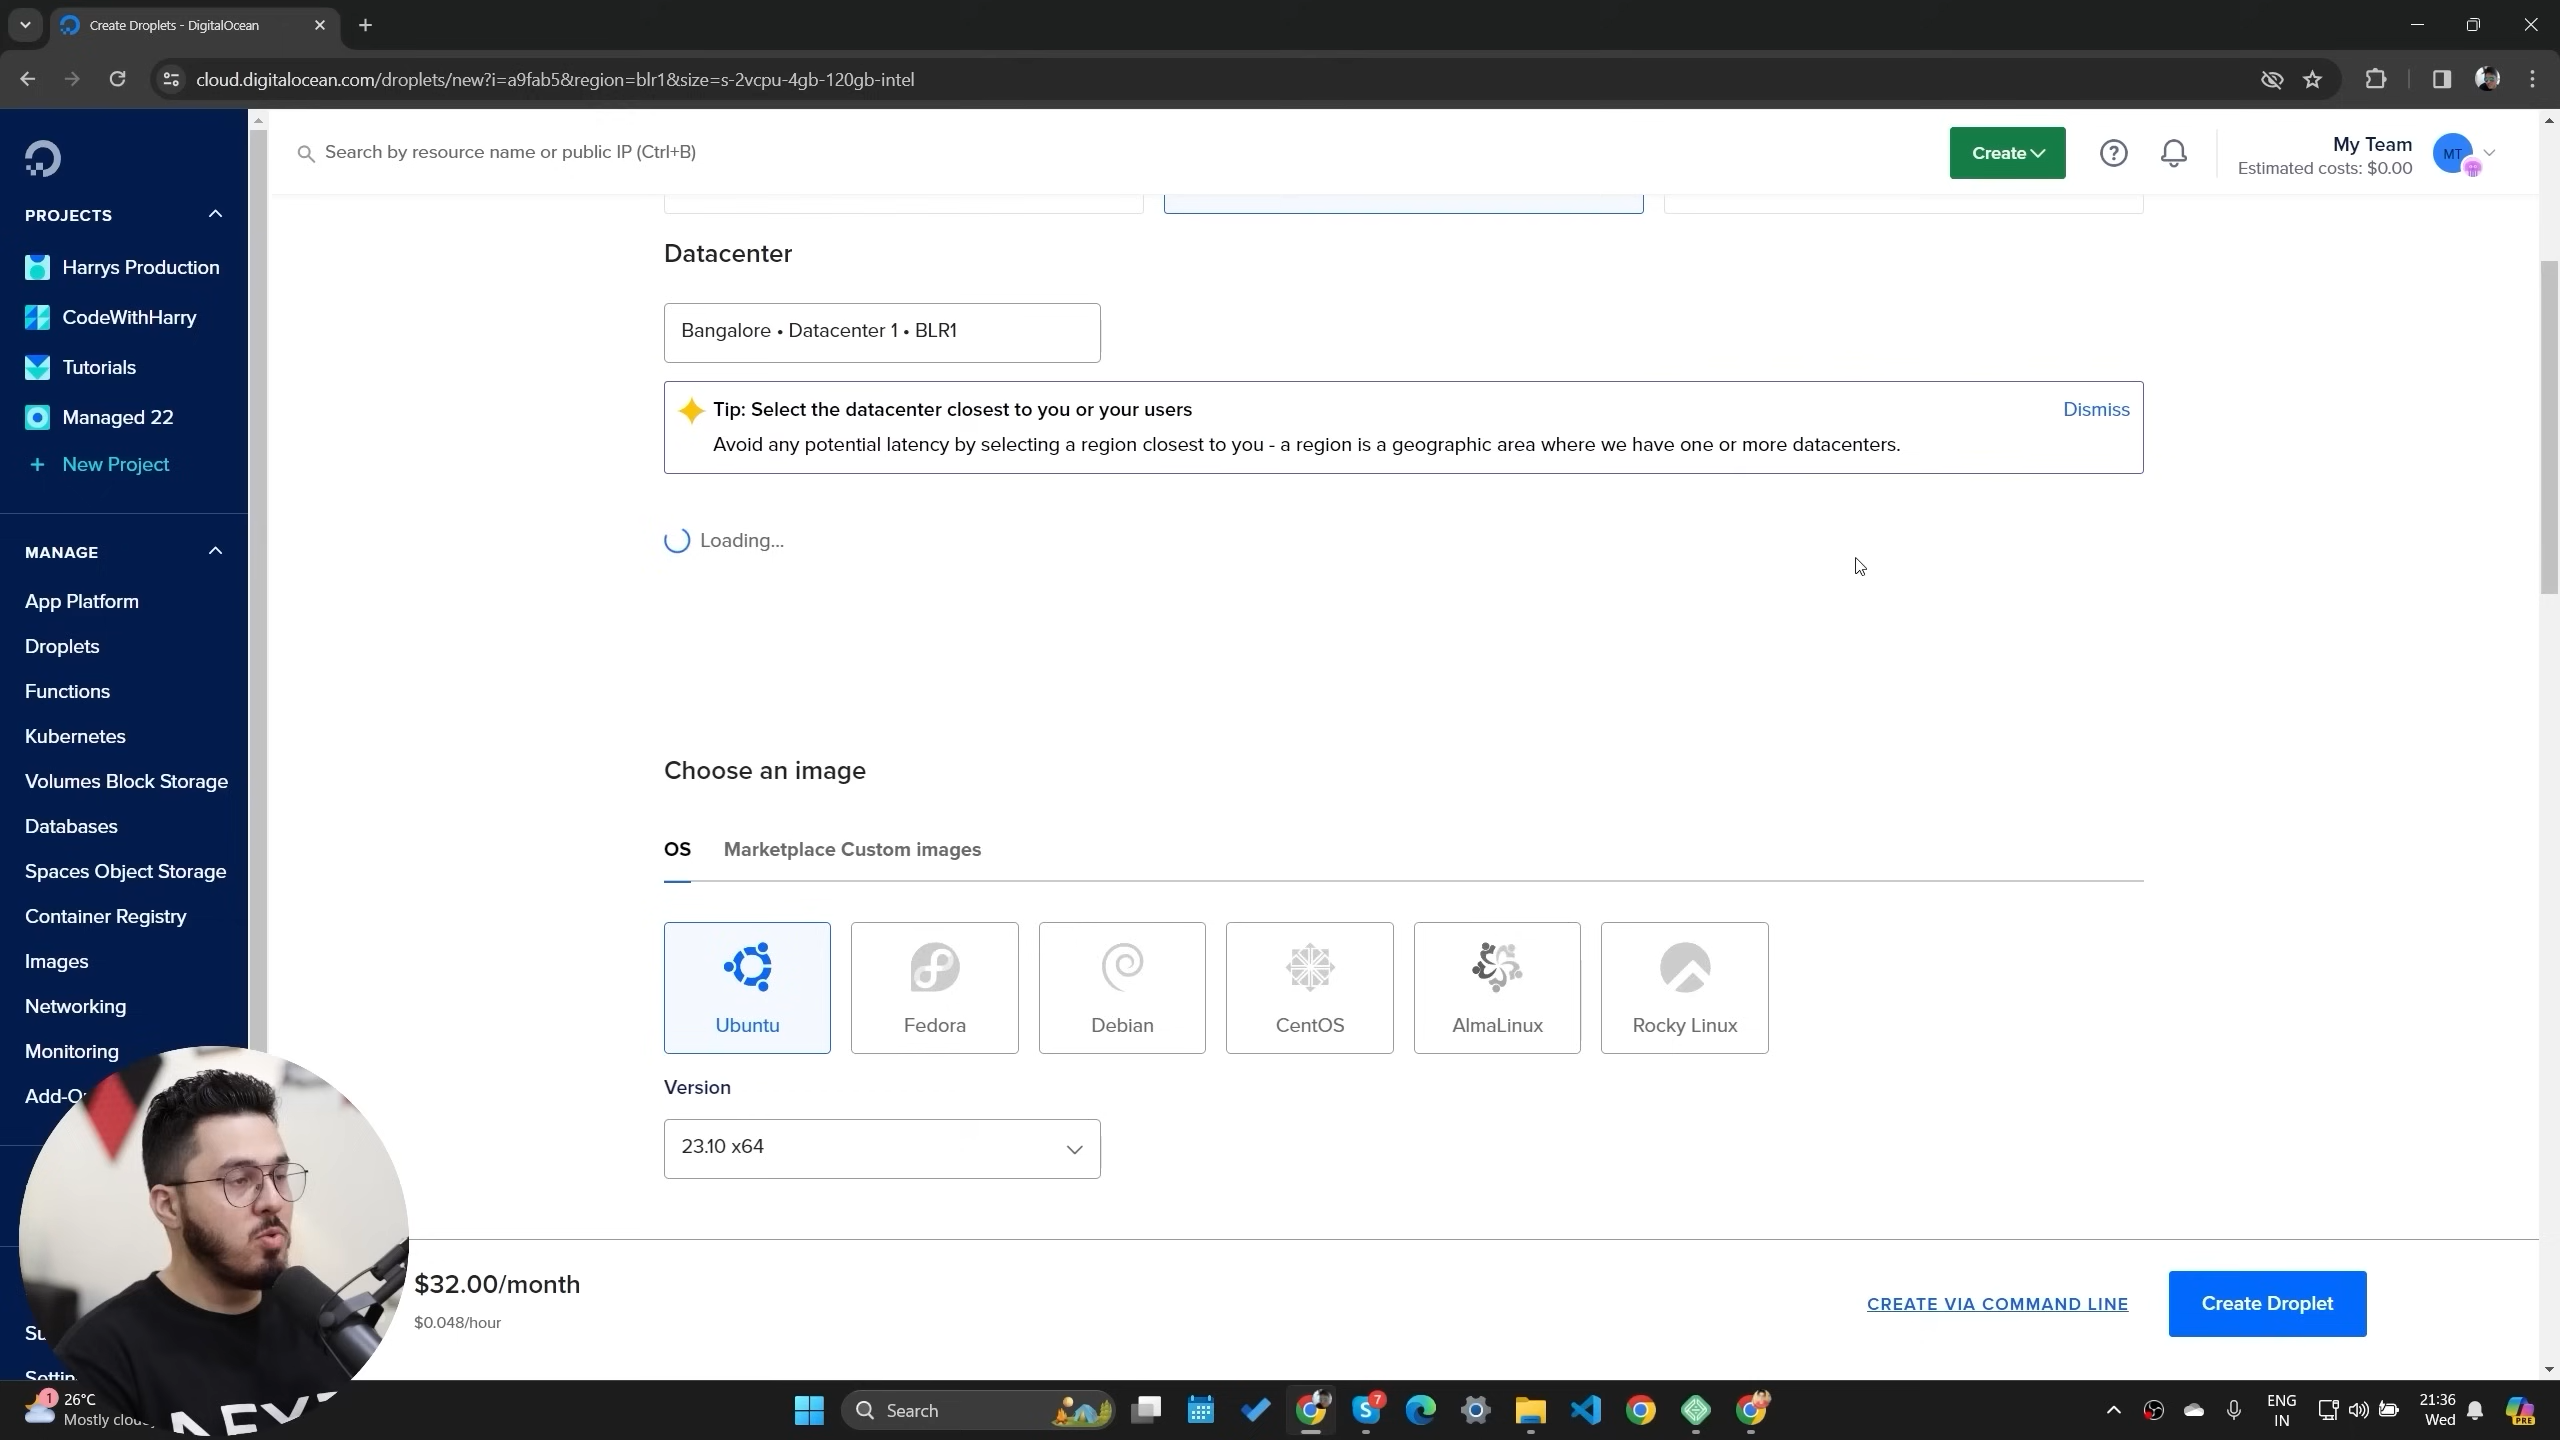 Create Droplets - DigitalOcean
cloud.digitalocean.com/droplets/new?i=a9fab5&region=blr1&size=s-2vcpu-4gb-120gb-intel
Search by resource name or public IP (Ctrl+B)
Create
My Team
Estimated costs: $0.00
MT
PROJECTS
Harrys Production
CodeWithHarry
Tutorials
Managed 22
+ New Project
MANAGE
App Platform
Droplets
Functions
Kubernetes
Volumes Block Storage
Databases
Spaces Object Storage
Container Registry
Images
Networking
Monitoring
Datacenter
Bangalore • Datacenter 1 • BLR1
Tip: Select the datacenter closest to you or your users
Dismiss
Avoid any potential latency by selecting a region closest to you - a region is a geographic area where we have one or more datacenters.
Loading...
Choose an image
OS
Marketplace
Custom images
Ubuntu
Fedora
Debian
CentOS
AlmaLinux
Rocky Linux
Version
23.10 x64
$32.00/month
$0.048/hour
CREATE VIA COMMAND LINE
Create Droplet
1
26°C
Mostly
Search
7
ENG
IN
21:36
Wed
PRE